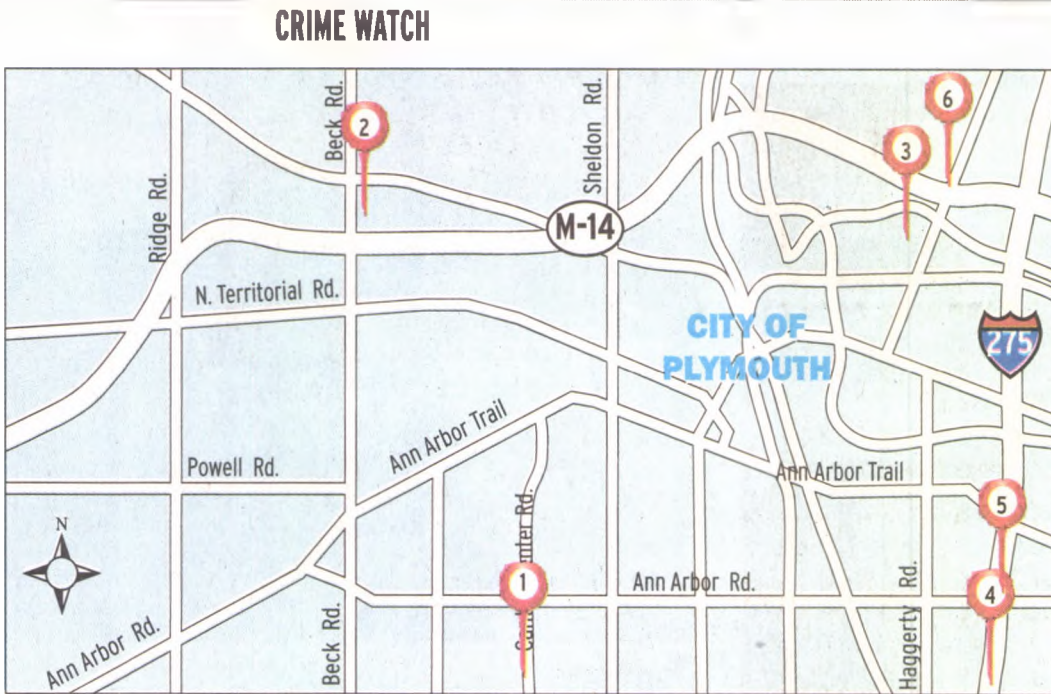 CRIME WATCH
Beck Rd.
2
Sheldon Rd.
6
3
Ridge Rd.
M-14
N. Territorial Rd.
CITY OF
PLYMOUTH
275
Ann Arbor Trail
Powell Rd.
Ann Arbor Trail
5
N
Rd.
1
Ann Arbor Rd.
4
Beck Rd.
Haggerty Rd.
Ann Arbor Rd.